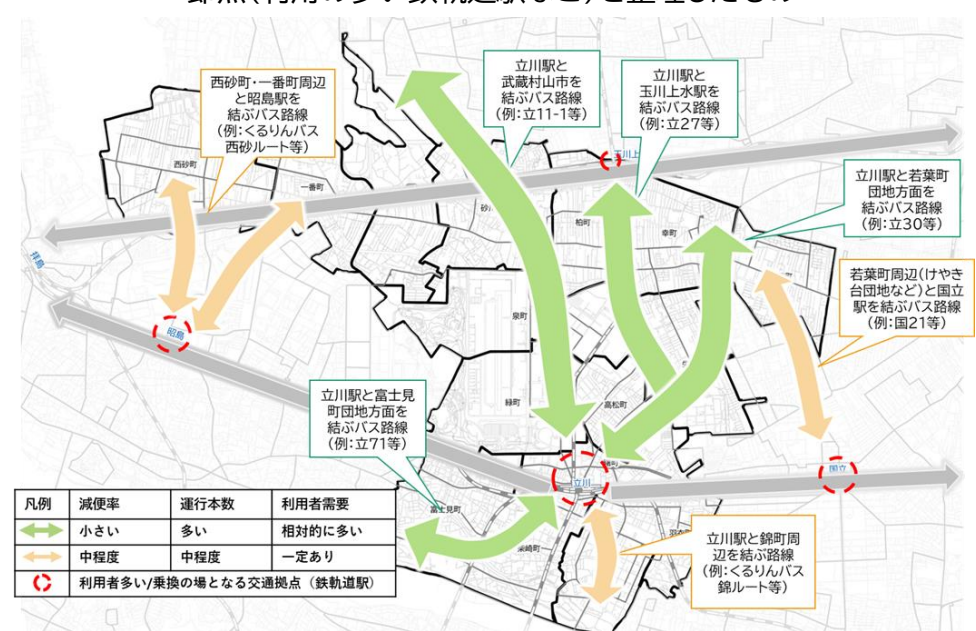 節点(利用の多い鉄軌道駅など)と整理したもの
西砂町・一番町周辺
と昭島駅を
結ぶバス路線
(例:くるりんバス
西砂ルート等)
立川駅と
武蔵村山市を
結ぶバス路線
(例:立11-1等)
立川駅と
玉川上水駅を
結ぶバス路線
(例:立27等)
立川駅と若葉町
団地方面を
結ぶバス路線
(例:立30等)
若葉町周辺(けやき
台団地など)と国立
駅を結ぶバス路線
(例:国21等)
立川駅と富士見
町団地方面を
結ぶバス路線
(例:立71等)
立川駅と錦町周
辺を結ぶ路線
(例:くるりんバス
錦ルート等)
西砂町
一番町
砂川
柏町
幸町
玉川上
拝島
昭島
泉町
緑町
高松町
立川
国立
富士見町
柴崎町
凡例 減便率 運行本数 利用者需要
小さい 多い 相対的に多い
中程度 中程度 一定あり
利用者多い/乗換の場となる交通拠点(鉄軌道駅)